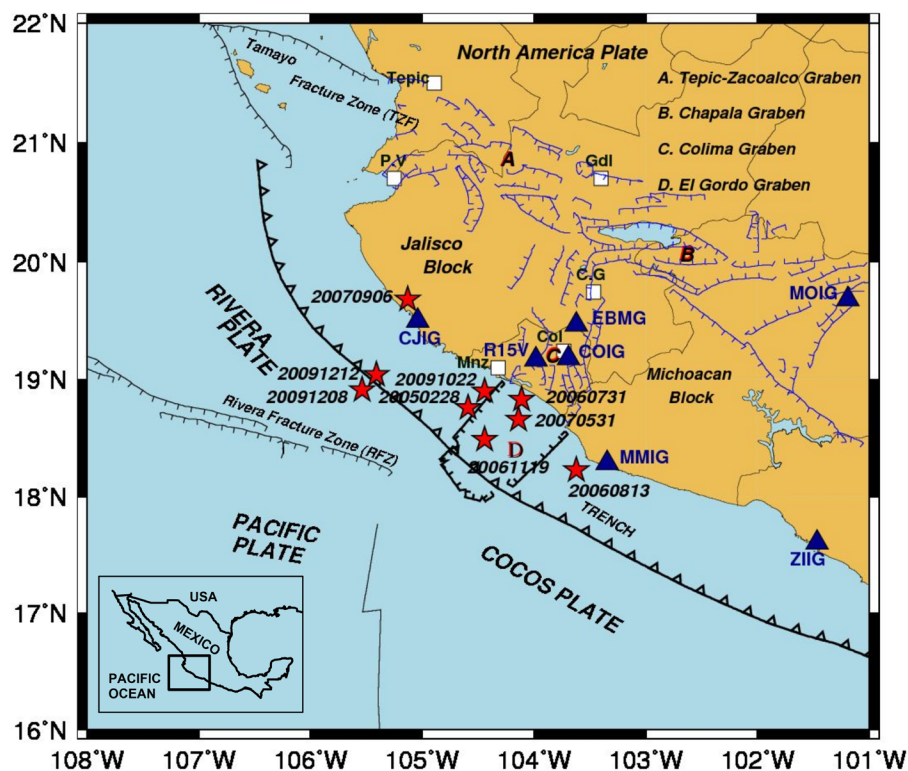 22°N
21°N
20°N
19°N
18°N
17°N
16°N
108°W
107°W
106°W
105°W
104°W
103°W
102°W
101°W
North America Plate
A. Tepic-Zacoalco Graben
B. Chapala Graben
C. Colima Graben
D. El Gordo Graben
Tamayo
Fracture Zone (TZF)
Tepic
P.V
A
Gdl
Jalisco
Block
B
C.G
MOIG
20070906
CJIG
EBMG
Col
R15V
C
COIG
Mnz
RIVERA
PLATE
20091212
20091022
20091208
20050228
20060731
20070531
Michoacan
Block
Rivera Fracture Zone (RFZ)
D
20061119
MMIG
20060813
TRENCH
ZIIG
PACIFIC
PLATE
COCOS PLATE
USA
MEXICO
PACIFIC
OCEAN